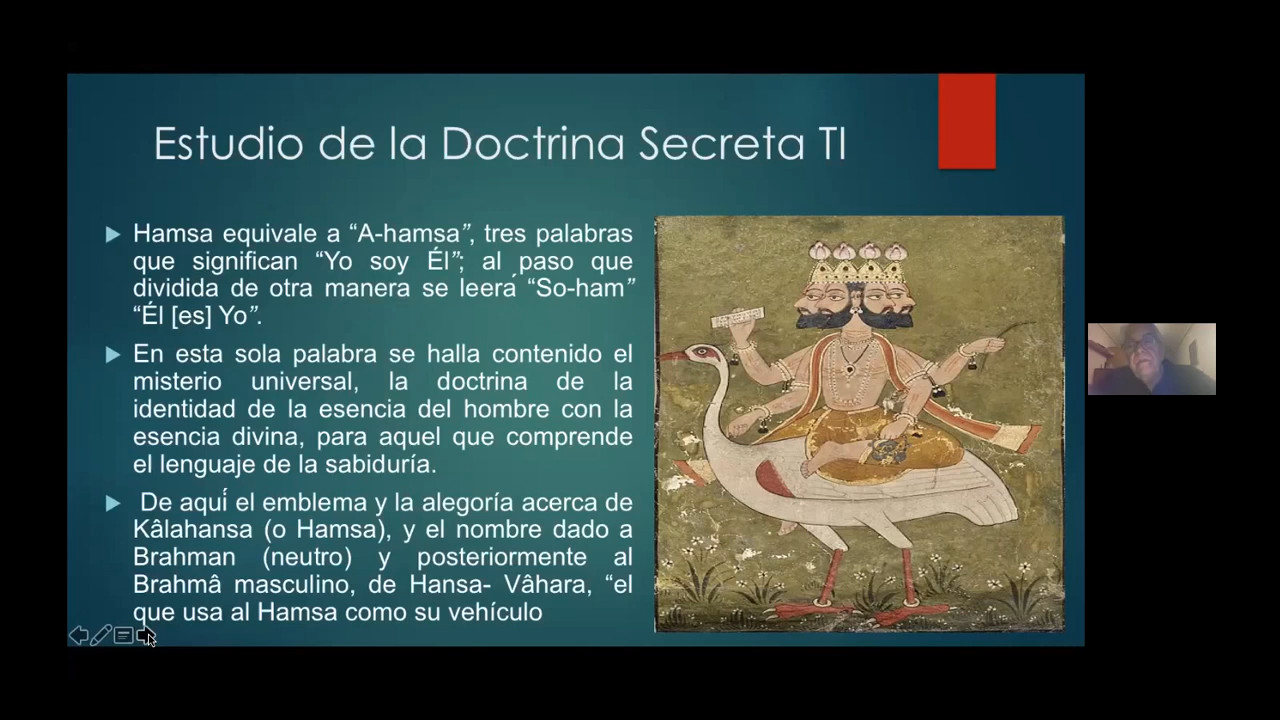 Estudio de la Doctrina Secreta TI
Hamsa equivale a “A-hamsa”, tres palabras
que significan “Yo soy Él”; al paso que
dividida de otra manera se leerá “So-ham”
“Él [es] Yo”.
En esta sola palabra se halla contenido el
misterio universal, la doctrina de la
identidad de la esencia del hombre con la
esencia divina, para aquel que comprende
el lenguaje de la sabiduría.
De aquí el emblema y la alegoría acerca de
Kâlahansa (o Hamsa), y el nombre dado a
Brahman (neutro) y posteriormente al
Brahmâ masculino, de Hansa- Vâhara, “el
que usa al Hamsa como su vehículo